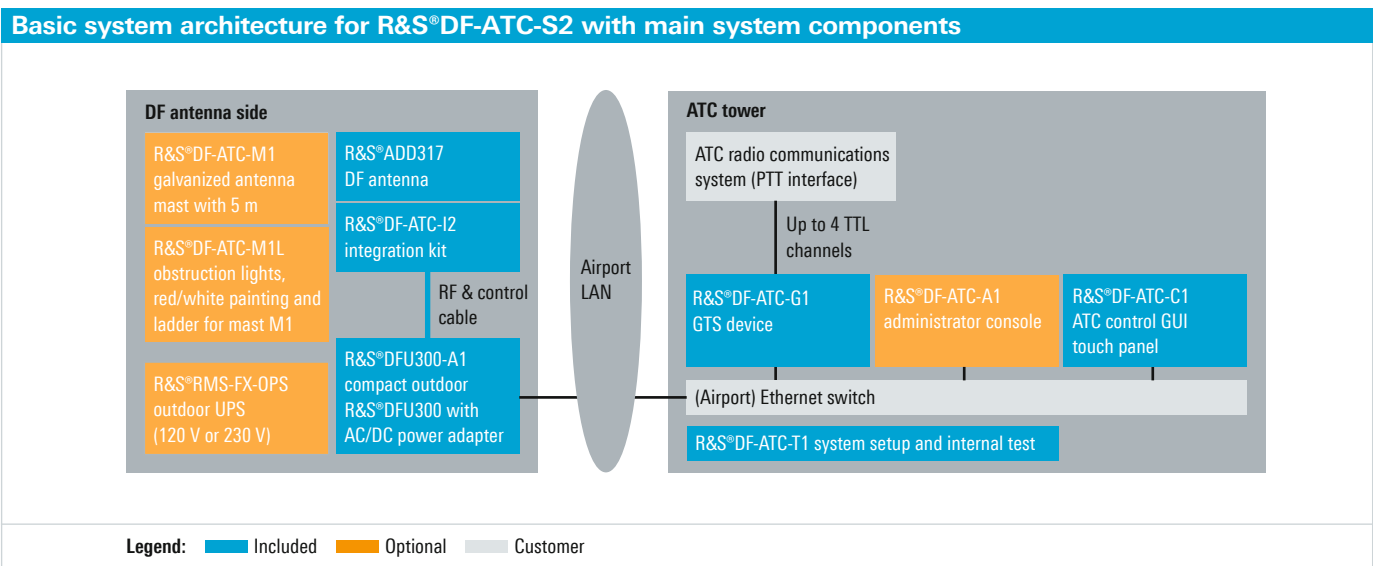 Basic system architecture for R&S®DF-ATC-S2 with main system components
DF antenna side
R&S®DF-ATC-M1
galvanized antenna
mast with 5 m
R&S®DF-ATC-M1L
obstruction lights,
red/white painting and
ladder for mast M1
R&S®RMS-FX-OPS
outdoor UPS
(120 V or 230 V)
R&S®ADD317
DF antenna
R&S®DF-ATC-I2
integration kit
RF & control
cable
R&S®DFU300-A1
compact outdoor
R&S®DFU300 with
AC/DC power adapter
Airport
LAN
ATC tower
ATC radio communications
system (PTT interface)
Up to 4 TTL
channels
R&S®DF-ATC-G1
GTS device
R&S®DF-ATC-A1
administrator console
R&S®DF-ATC-C1
ATC control GUI
touch panel
(Airport) Ethernet switch
R&S®DF-ATC-T1 system setup and internal test
Legend: Included Optional Customer